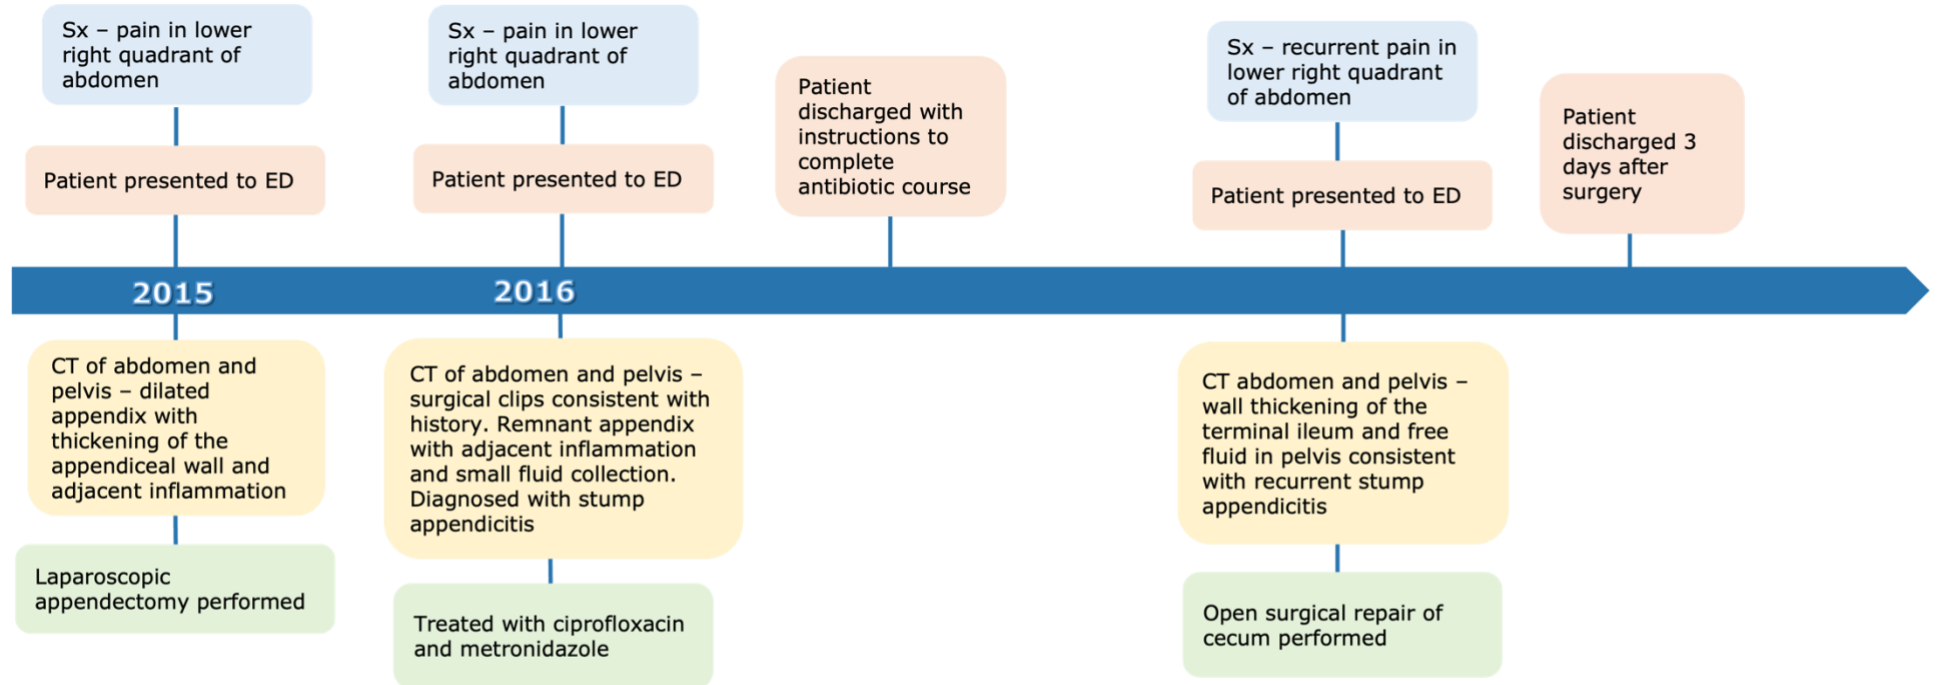 Sx – pain in lower
right quadrant of
abdomen
Patient presented to ED
2015
CT of abdomen and
pelvis – dilated
appendix with
thickening of the
appendiceal wall and
adjacent inflammation
Laparoscopic
appendectomy performed
Sx – pain in lower
right quadrant of
abdomen
Patient presented to ED
2016
CT of abdomen and pelvis –
surgical clips consistent with
history. Remnant appendix
with adjacent inflammation
and small fluid collection.
Diagnosed with stump
appendicitis
Treated with ciprofloxacin
and metronidazole
Patient
discharged with
instructions to
complete
antibiotic course
Sx – recurrent pain in
lower right quadrant
of abdomen
Patient presented to ED
CT abdomen and pelvis –
wall thickening of the
terminal ileum and free
fluid in pelvis consistent
with recurrent stump
appendicitis
Open surgical repair of
cecum performed
Patient
discharged 3
days after
surgery